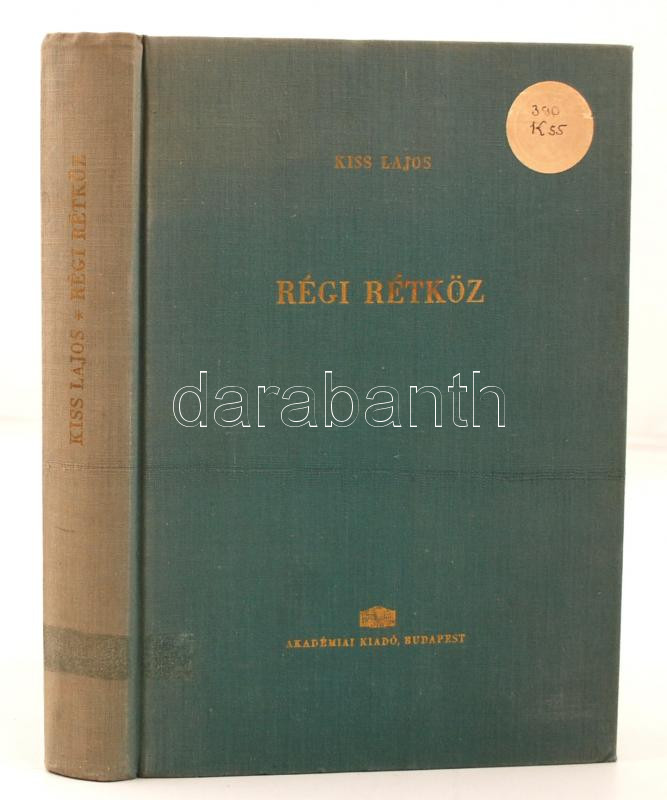 KISS LAJOS * RÉGI RÉTKÖZ
390
K55
KISS LAJOS
RÉGI RÉTKÖZ
darabanth
AKADÉMIAI KIADÓ, BUDAPEST